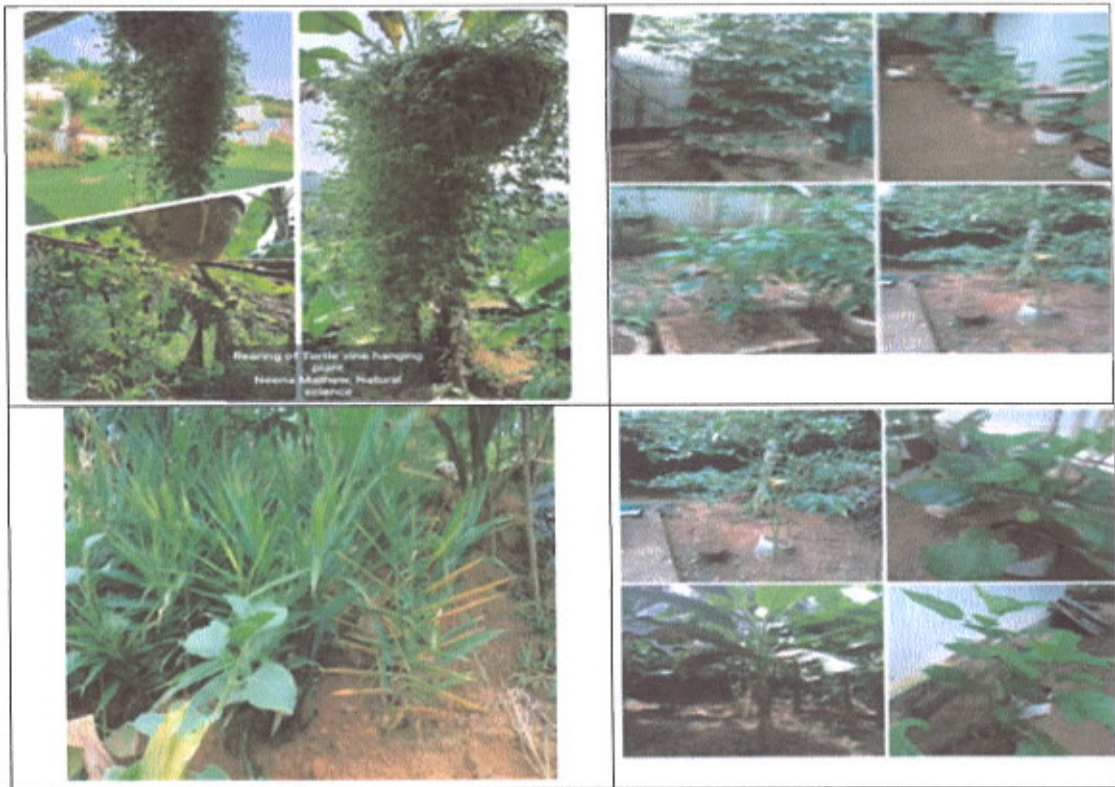 Rearing of Turtle vine hanging
plant
Neena Mathew, Natural
science